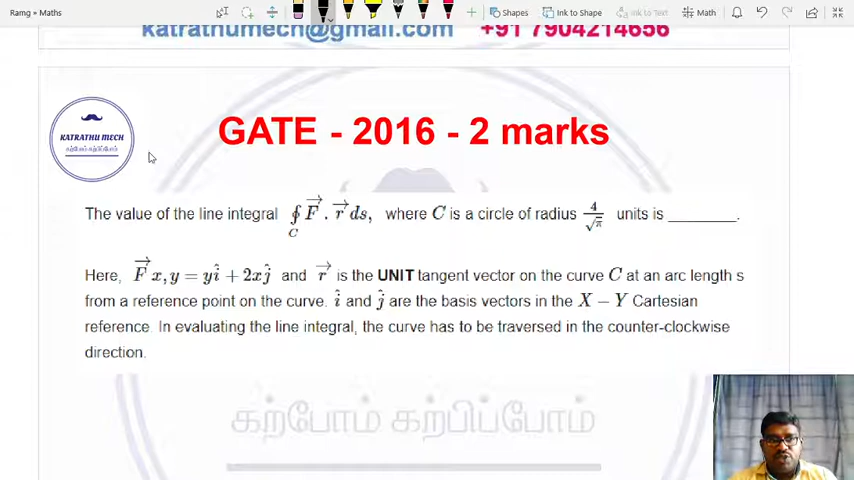 Ramg = Maths
Shapes Ink to Shape Ink to Text Math
katrathumech@gmail.com +91 7904214656
KATRATHU MECH
கற்போம் கற்பிப்போம்
GATE - 2016 - 2 marks
The value of the line integral ∮_C F⃗ . r⃗ ds, where C is a circle of radius 4/√π units is ________.
Here, F⃗ x, y = yî + 2xĵ and r⃗ is the UNIT tangent vector on the curve C at an arc length s
from a reference point on the curve. î and ĵ are the basis vectors in the X − Y Cartesian
reference. In evaluating the line integral, the curve has to be traversed in the counter-clockwise
direction.
கற்போம் கற்பிப்போம்